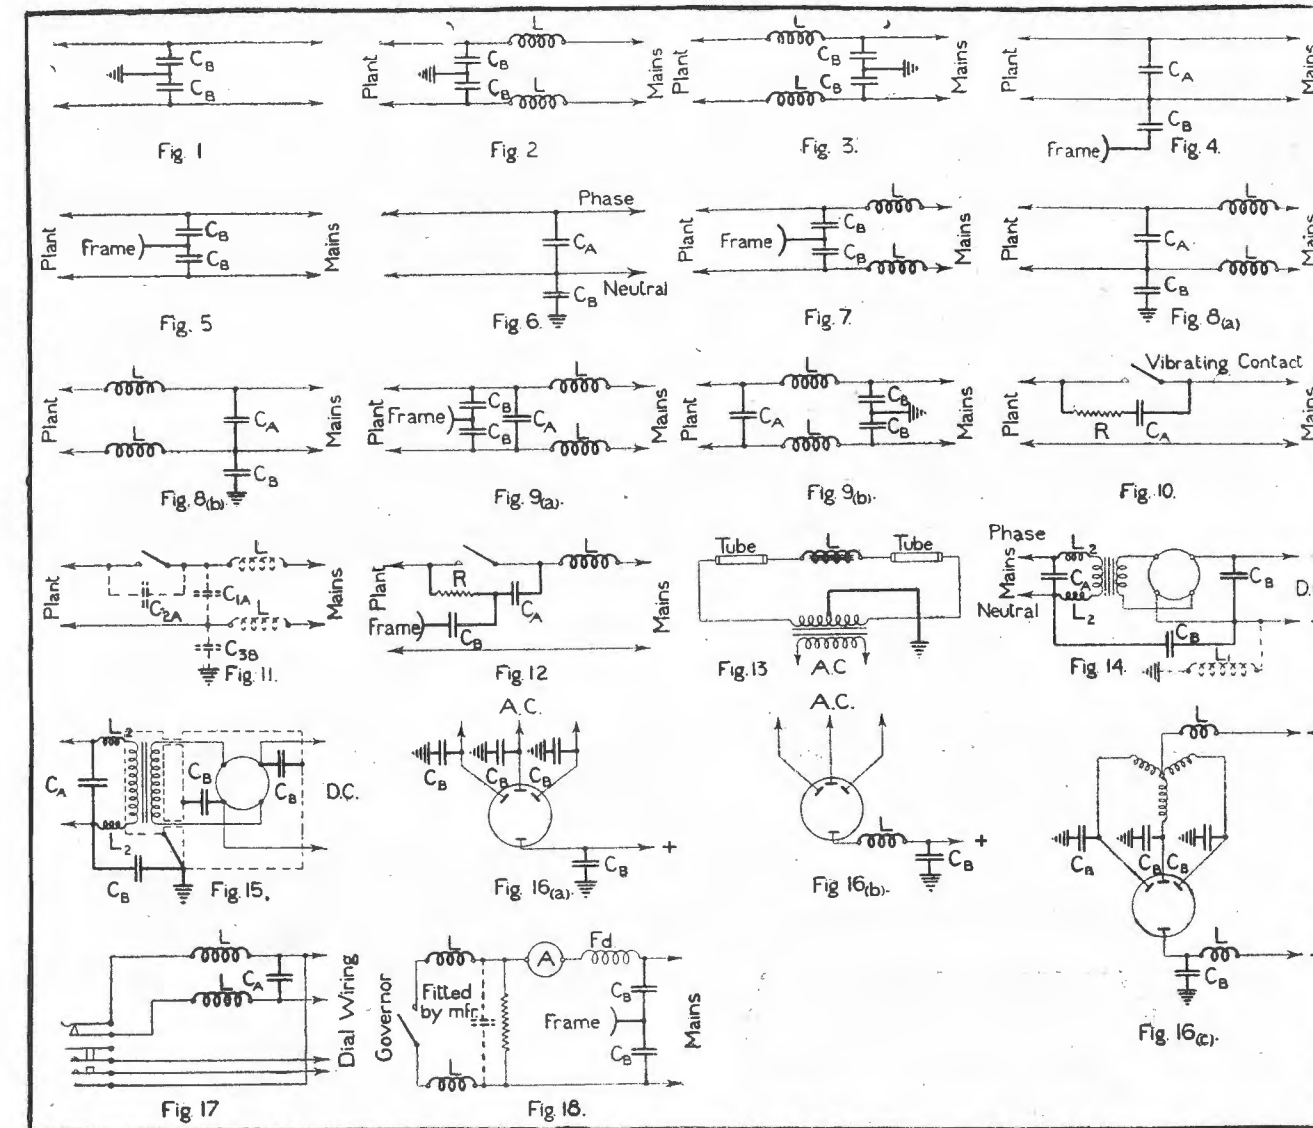 C_B
C_B
Fig. 1
Plant
L
C_B
C_B
L
Mains
Fig. 2
Plant
L
C_B
C_B
L
Mains
Fig. 3.
Plant
C_A
C_B
Frame
Mains
Fig. 4.
Plant
Frame
C_B
C_B
Mains
Fig. 5
Phase
C_A
C_B
Neutral
Fig. 6.
Plant
Frame
C_B
C_B
L
L
Mains
Fig. 7.
Plant
C_A
C_B
L
L
Mains
Fig. 8(a)
Plant
L
L
C_A
C_B
Mains
Fig. 8(b).
Plant
Frame
C_B
C_B
C_A
L
L
Mains
Fig. 9(a).
Plant
C_A
L
L
C_B
C_B
Mains
Fig. 9(b).
Plant
Vibrating Contact
R
C_A
Mains
Fig. 10.
Plant
C_2A
C_1A
L
L
C_3B
Mains
Fig. 11.
Plant
R
C_A
L
Frame
C_B
Mains
Fig. 12
Tube
L
Tube
A.C
Fig. 13
Phase
Mains
Neutral
C_A
L_2
L_2
C_B
C_B
D.
L_1
Fig. 14.
C_A
L_2
L_2
C_B
C_B
C_B
D.C.
Fig. 15.
A.C.
C_B
C_B
C_B
+
Fig. 16(a).
A.C.
L
C_B
+
Fig 16(b).
L
C_B
C_B
C_B
L
C_B
Fig. 16(c).
L
L
C_A
Dial Wiring
Fig 17
Governor
L
L
Fitted
by mfr.
A
Fd
C_B
Frame
C_B
Mains
Fig. 18.